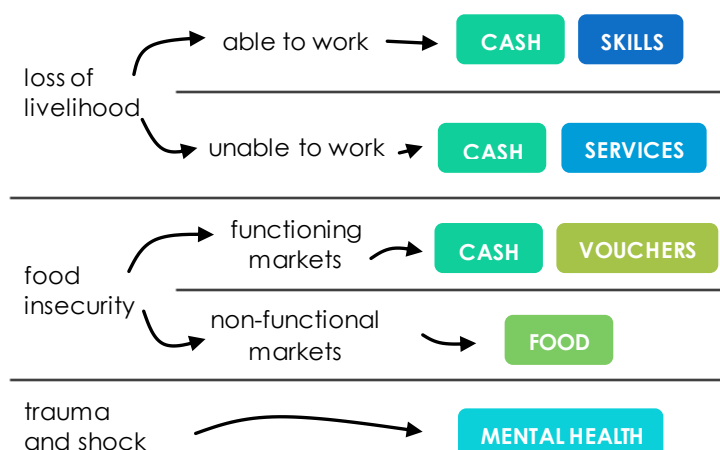 able to work
CASH
SKILLS
loss of
livelihood
unable to work
CASH
SERVICES
functioning
markets
CASH
VOUCHERS
food
insecurity
non-functional
markets
FOOD
trauma
and shock
MENTAL HEALTH